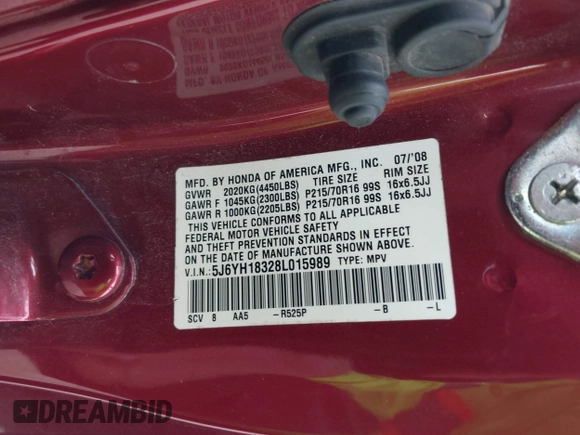 MFD. BY HONDA OF AMERICA MFG., INC. 07/'08
GVWR 2020KG(4450LBS) TIRE SIZE RIM SIZE
GAWR F 1045KG(2300LBS) P215/70R16 99S 16x6.5JJ
GAWR R 1000KG(2205LBS) P215/70R16 99S 16x6.5JJ
THIS VEHICLE CONFORMS TO ALL APPLICABLE
FEDERAL MOTOR VEHICLE SAFETY
AND THEFT PREVENTION STANDARDS IN EFFECT
ON THE DATE OF MANUFACTURE SHOWN ABOVE.
V.I.N.: 5J6YH18328L015989 TYPE: MPV
SCV 8 AA5 -R525P -B -L
DREAMBID